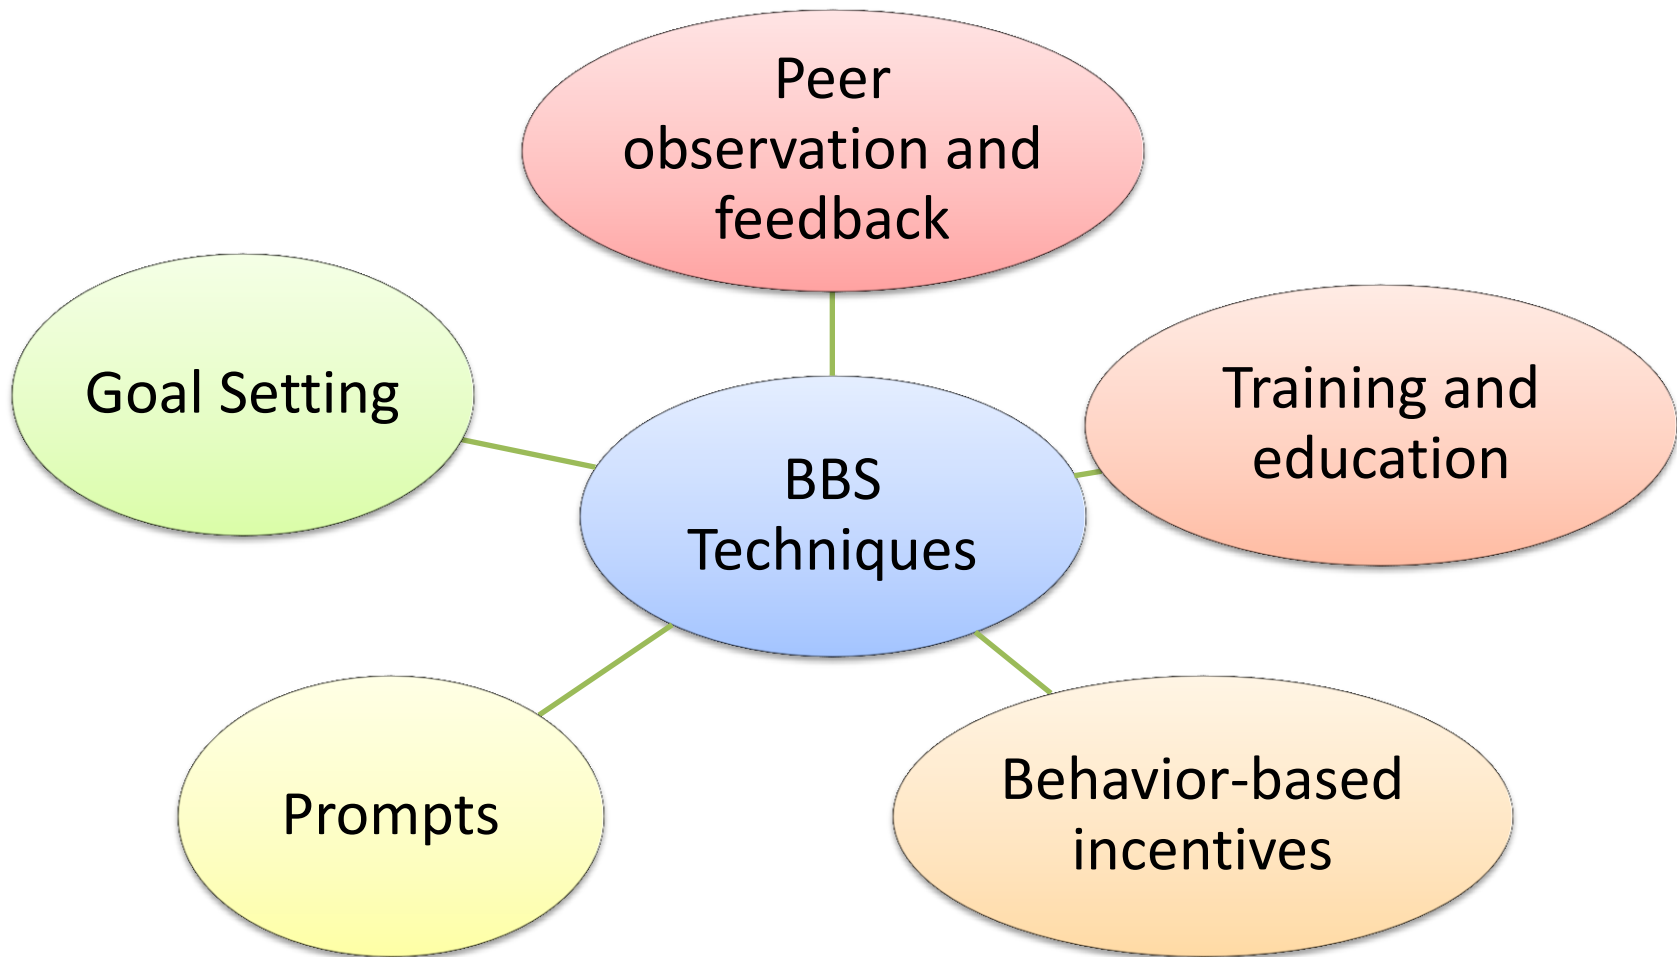 Peer
observation and
feedback
Goal Setting
Training and
education
BBS
Techniques
Prompts
Behavior-based
incentives